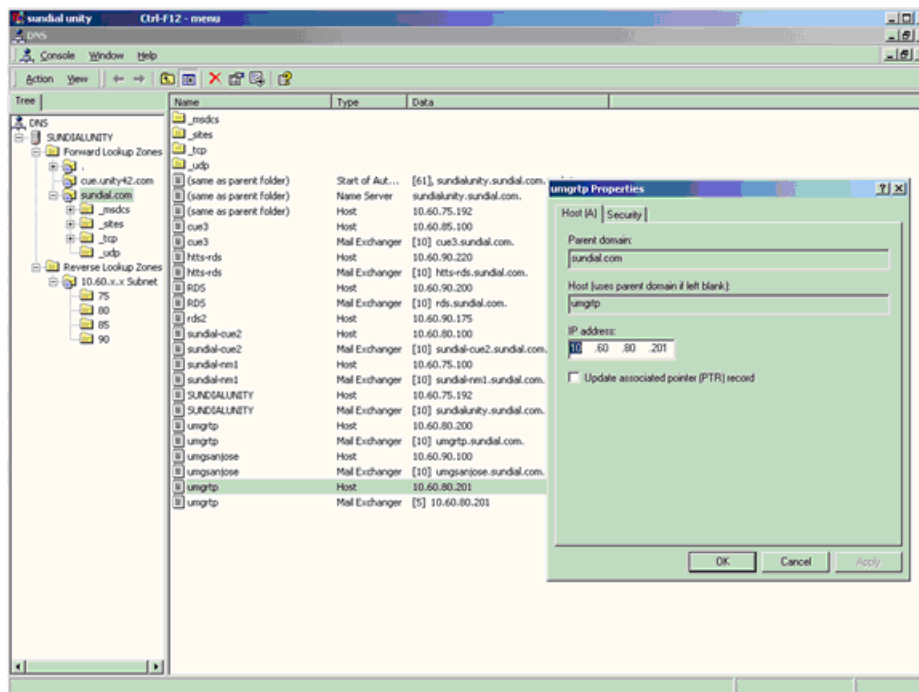 sundial unity Ctrl-F12 - menu
DNS
Console Window Help
Action View
Tree
Name Type Data
DNS
SUNDIALUNITY
Forward Lookup Zones
.
cue.unity42.com
sundial.com
_msdcs
_sites
_tcp
_udp
Reverse Lookup Zones
10.60.x.x Subnet
75
80
85
90
_msdcs
_sites
_tcp
_udp
(same as parent folder) Start of Aut... [61], sundialunity.sundial.com.
(same as parent folder) Name Server sundialunity.sundial.com.
(same as parent folder) Host 10.60.75.192
cue3 Host 10.60.85.100
cue3 Mail Exchanger [10] cue3.sundial.com.
htts-rds Host 10.60.90.220
htts-rds Mail Exchanger [10] htts-rds.sundial.com.
RDS Host 10.60.90.200
RDS Mail Exchanger [10] rds.sundial.com.
rds2 Host 10.60.90.175
sundial-cue2 Host 10.60.80.100
sundial-cue2 Mail Exchanger [10] sundial-cue2.sundial.com.
sundial-nm1 Host 10.60.75.100
sundial-nm1 Mail Exchanger [10] sundial-nm1.sundial.com.
SUNDIALUNITY Host 10.60.75.192
SUNDIALUNITY Mail Exchanger [10] sundialunity.sundial.com.
umgrtp Host 10.60.80.200
umgrtp Mail Exchanger [10] umgrtp.sundial.com.
umgsanjose Host 10.60.90.100
umgsanjose Mail Exchanger [10] umgsanjose.sundial.com.
umgrtp Host 10.60.80.201
umgrtp Mail Exchanger [5] 10.60.80.201
umgrtp Properties
Host (A) Security
Parent domain:
sundial.com
Host (uses parent domain if left blank):
umgrtp
IP address:
10 .60 .80 .201
Update associated pointer (PTR) record
OK Cancel Apply